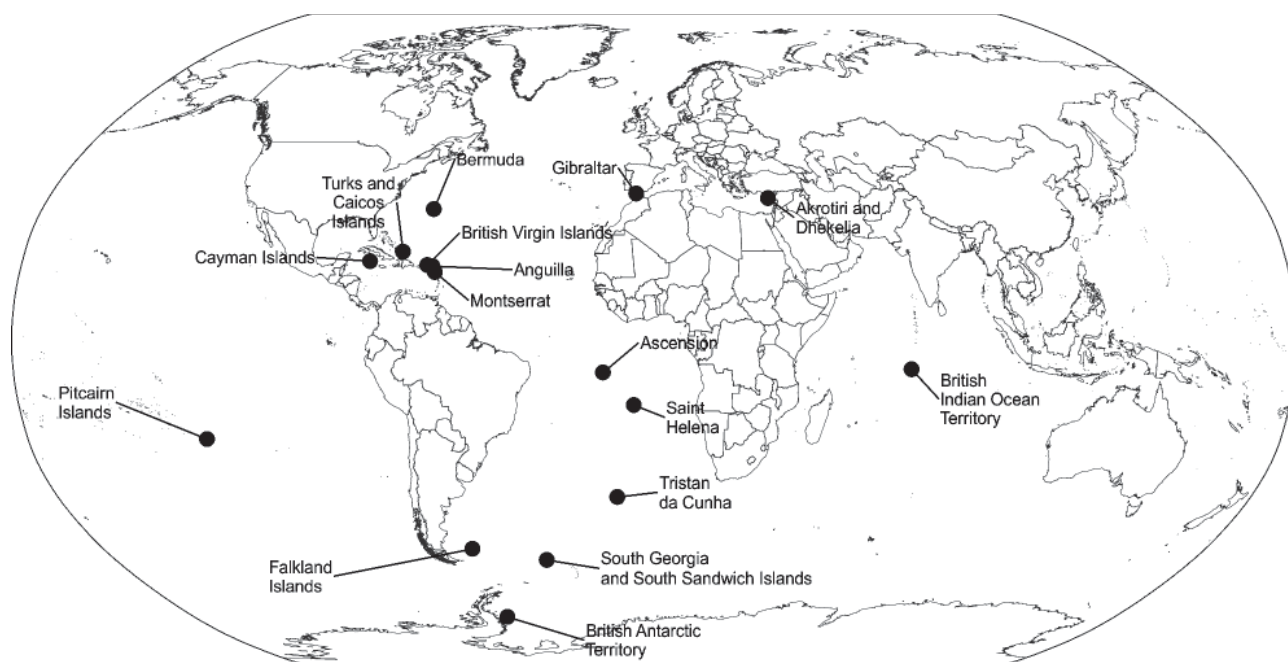 Bermuda
Gibraltar
Turks and
Caicos
Islands
Akrotiri and
Dhekelia
British Virgin Islands
Cayman Islands
Anguilla
Montserrat
Ascension
Pitcairn
Islands
British
Indian Ocean
Territory
Saint
Helena
Tristan
da Cunha
Falkland
Islands
South Georgia
and South Sandwich Islands
British Antarctic
Territory